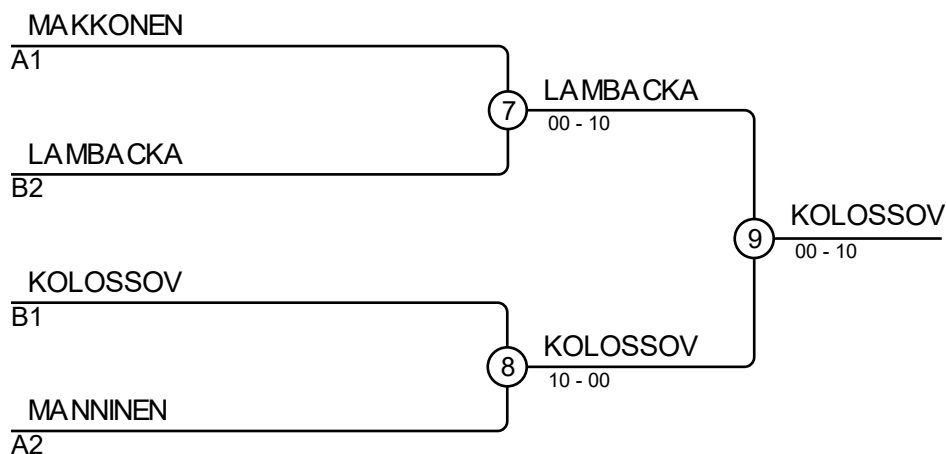 MAKKONEN
A1
7
LAMBACKA
00 - 10
LAMBACKA
B2
9
KOLOSSOV
00 - 10
KOLOSSOV
B1
8
KOLOSSOV
10 - 00
MANNINEN
A2